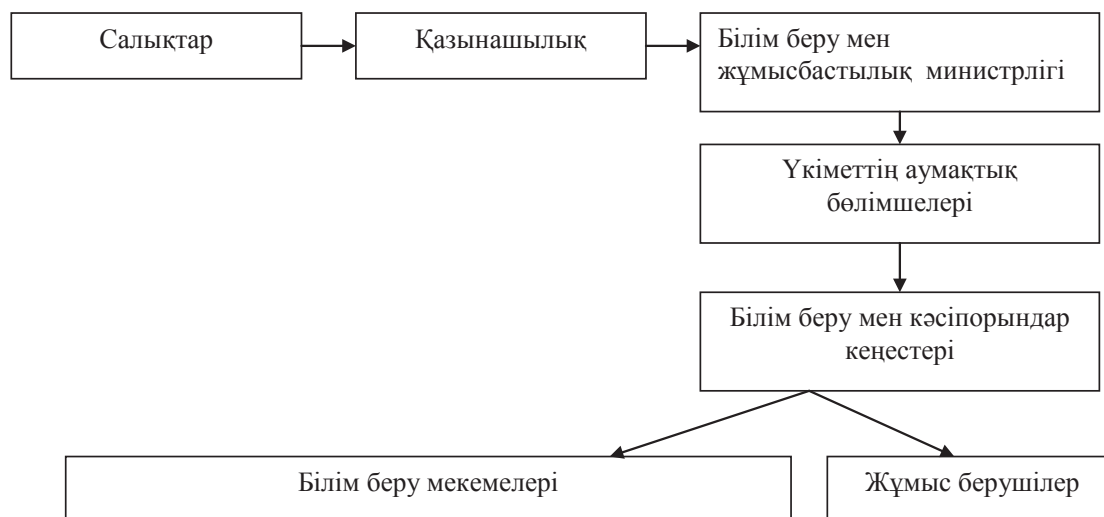 Салықтар
Қазынашылық
Білім беру мен
жұмысбастылық министрлігі
Үкіметтің аумақтық
бөлімшелері
Білім беру мен кәсіпорындар
кеңестері
Білім беру мекемелері
Жұмыс берушілер